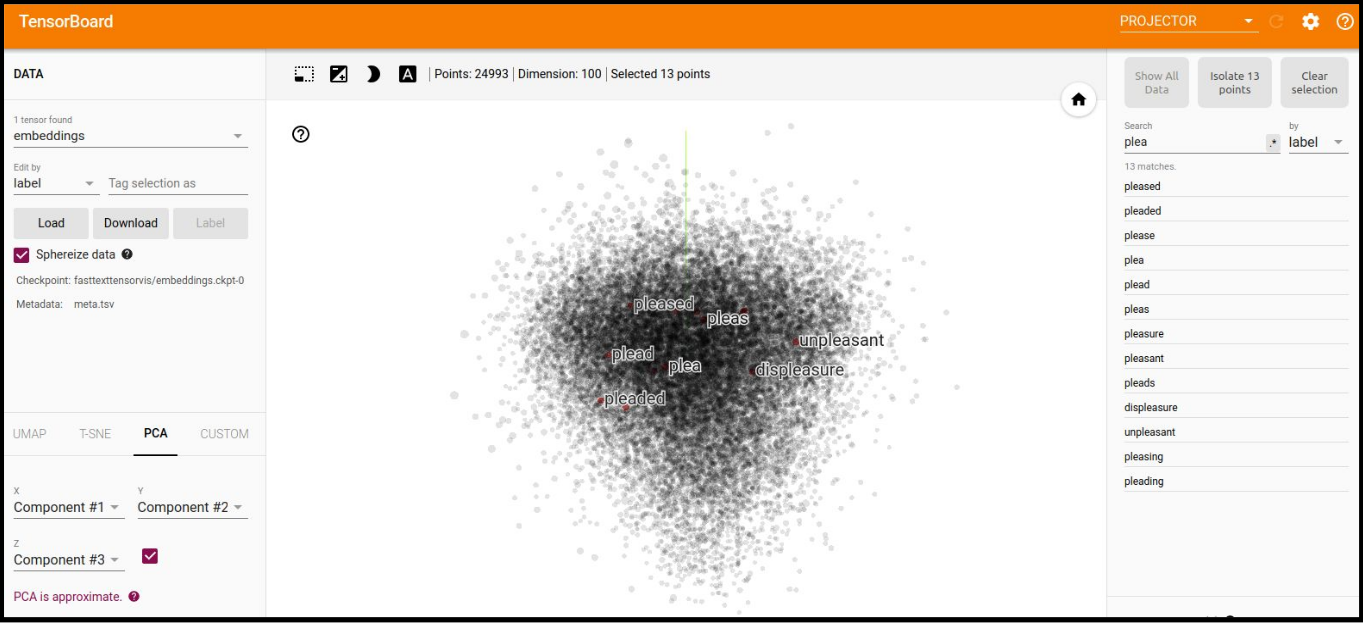 TensorBoard
PROJECTOR
DATA
1 tensor found
embeddings
Edit by
label
Tag selection as
Load
Download
Label
Sphereize data
Checkpoint: fasttexttensorvis/embeddings.ckpt-0
Metadata: meta.tsv
UMAP
T-SNE
PCA
CUSTOM
X
Component #1
Y
Component #2
Z
Component #3
PCA is approximate.
A | Points: 24993 | Dimension: 100 | Selected 13 points
pleased
pleas
unpleasant
plead
plea
displeasure
pleaded
Show All
Data
Isolate 13
points
Clear
selection
Search
plea
.*
by
label
13 matches.
pleased
pleaded
please
plea
plead
pleas
pleasure
pleasant
pleads
displeasure
unpleasant
pleasing
pleading